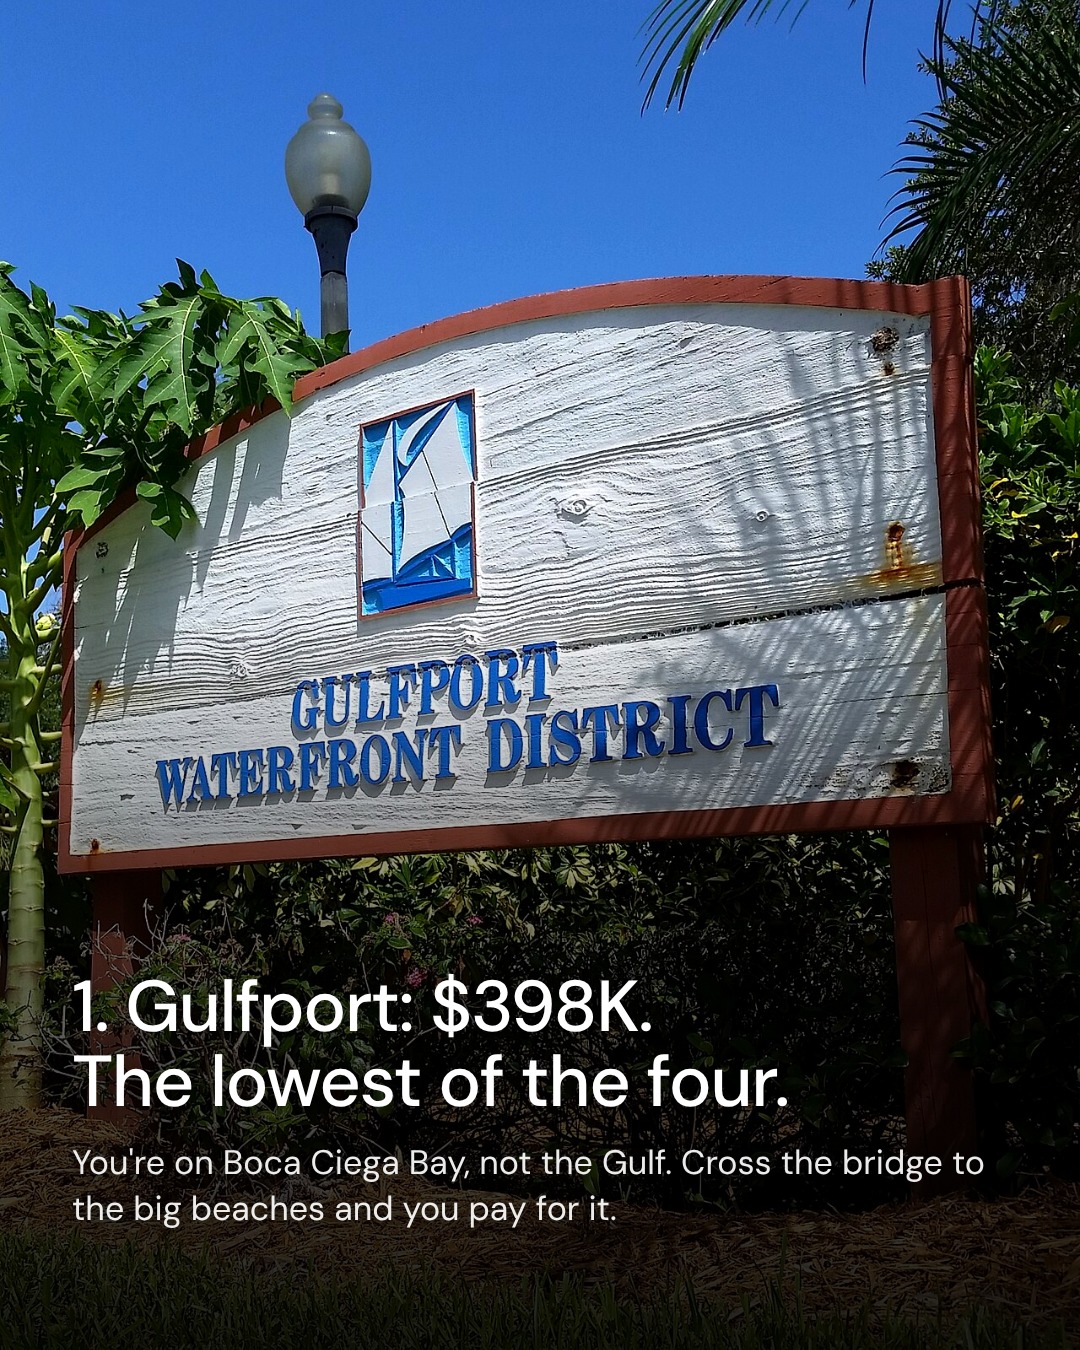 GULFPORT
WATERFRONT DISTRICT
1. Gulfport: $398K.
The lowest of the four.
You're on Boca Ciega Bay, not the Gulf. Cross the bridge to
the big beaches and you pay for it.